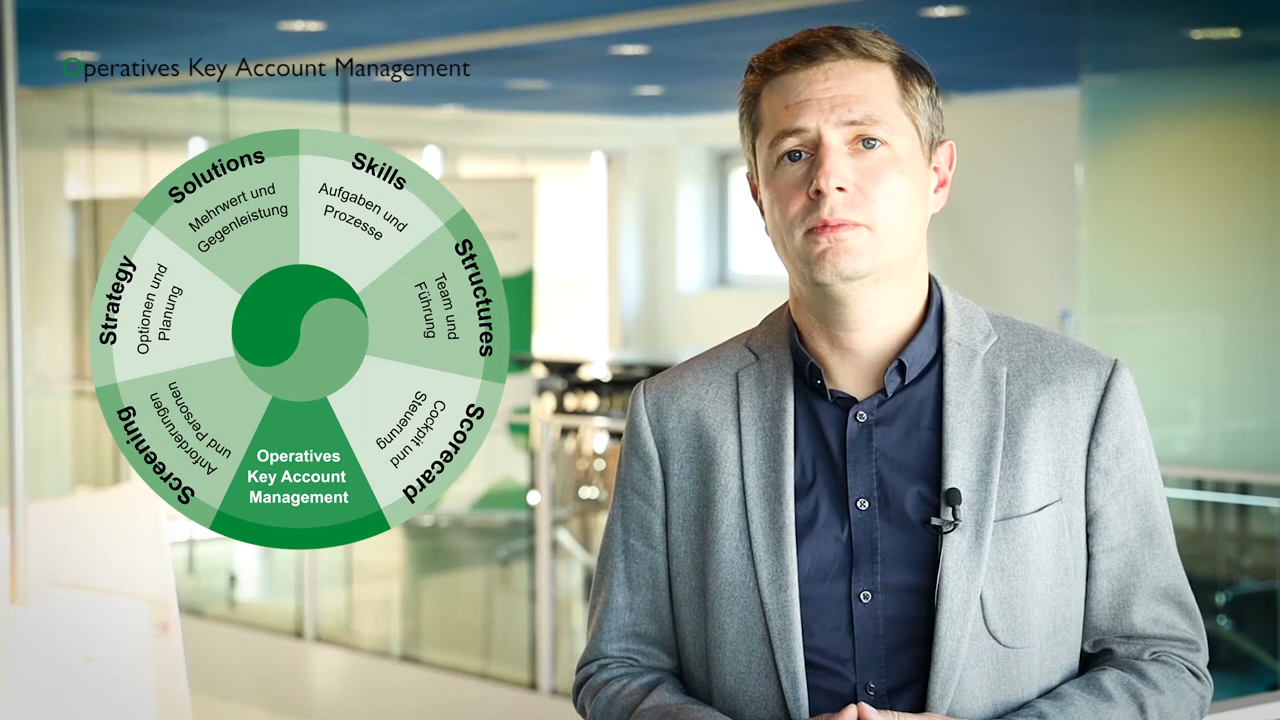 Operatives Key Account Management
Solutions
Mehrwert und
Gegenleistung
Skills
Aufgaben und
Prozesse
Structures
Team und
Führung
Scorecard
Cockpit und
Steuerung
Operatives
Key Account
Management
Screening
Anforderungen
und Personen
Strategy
Optionen und
Planung